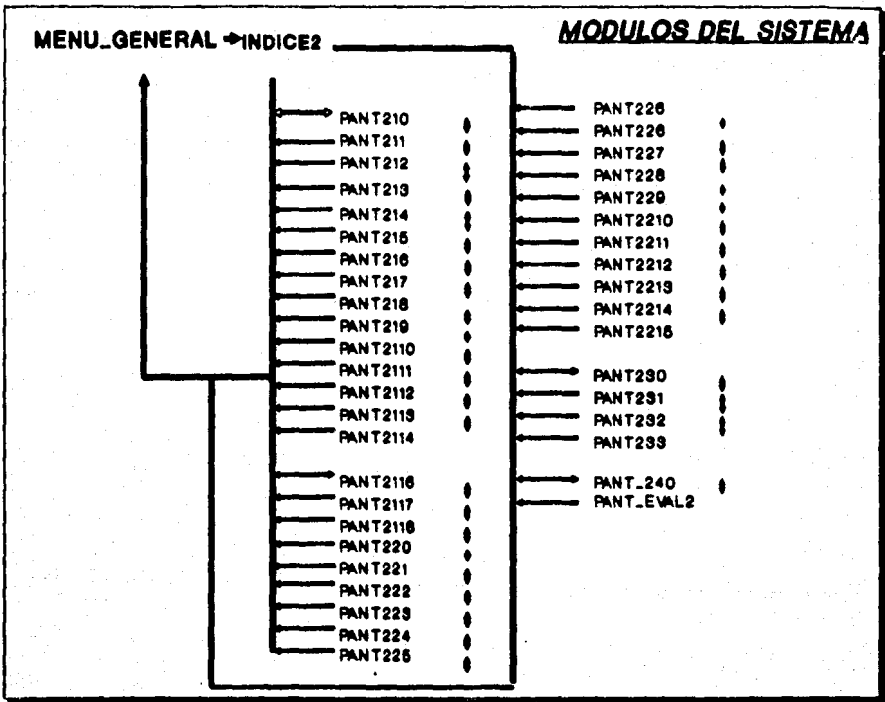 MODULOS DEL SISTEMA
MENU_GENERAL INDICE2
PANT210
PANT211
PANT212
PANT213
PANT214
PANT215
PANT216
PANT217
PANT218
PANT219
PANT2110
PANT2111
PANT2112
PANT2113
PANT2114
PANT2116
PANT2117
PANT2118
PANT220
PANT221
PANT222
PANT223
PANT224
PANT225
PANT226
PANT226
PANT227
PANT228
PANT229
PANT2210
PANT2211
PANT2212
PANT2213
PANT2214
PANT2215
PANT230
PANT231
PANT232
PANT233
PANT_240
PANT_EVAL2